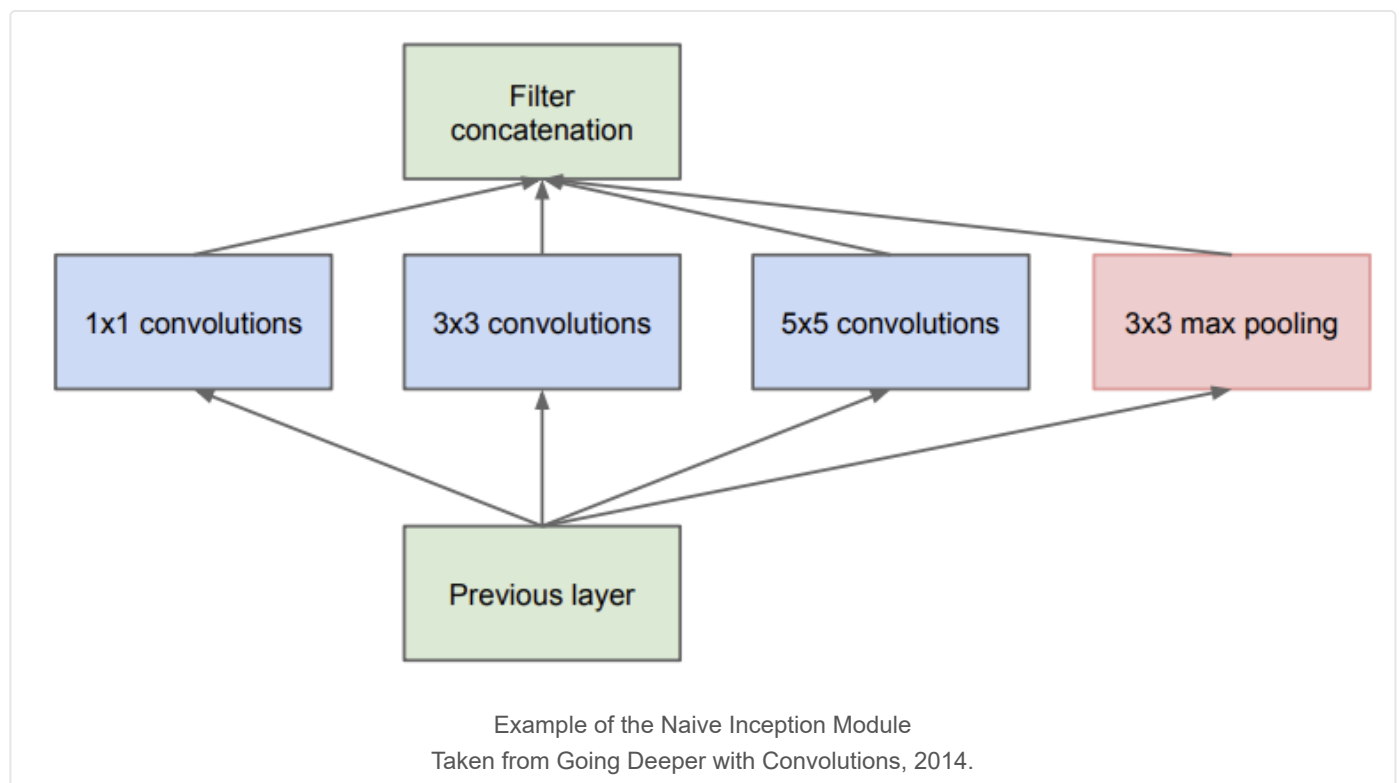 Filter
concatenation
1x1 convolutions
3x3 convolutions
5x5 convolutions
3x3 max pooling
Previous layer
Example of the Naive Inception Module
Taken from Going Deeper with Convolutions, 2014.